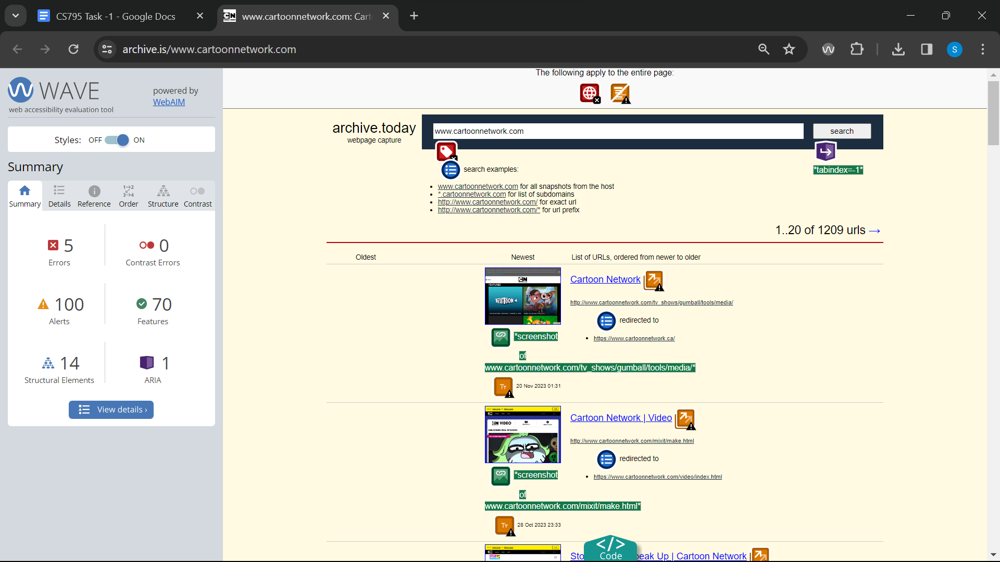 CS795 Task -1 - Google Docs
www.cartoonnetwork.com: Cart
archive.is/www.cartoonnetwork.com
S
WAVE
web accessibility evaluation tool
powered by
WebAIM
Styles: OFF ON
Summary
Summary Details Reference Order Structure Contrast
5
Errors
0
Contrast Errors
100
Alerts
70
Features
14
Structural Elements
1
ARIA
View details ›
The following apply to the entire page:
archive.today
webpage capture
www.cartoonnetwork.com
search
*tabindex=-1*
search examples:
www.cartoonnetwork.com for all snapshots from the host
*.cartoonnetwork.com for list of subdomains
http://www.cartoonnetwork.com/ for exact url
http://www.cartoonnetwork.com/* for url prefix
1..20 of 1209 urls →
Oldest Newest List of URLs, ordered from newer to older
CN
FEATURED
TELETOON +
Cartoon Network
http://www.cartoonnetwork.com/tv_shows/gumball/tools/media/
redirected to
https://www.cartoonnetwork.ca/
*screenshot
of
www.cartoonnetwork.com/tv_shows/gumball/tools/media/*
20 Nov 2023 01:31
CN VIDEO
UNLOCKED FULL EPISODES
Cartoon Network | Video
http://www.cartoonnetwork.com/mixit/make.html
redirected to
https://www.cartoonnetwork.com/video/index.html
*screenshot
of
www.cartoonnetwork.com/mixit/make.html*
28 Oct 2023 23:33
STOP
Sto
eak Up | Cartoon Network
</>
Code